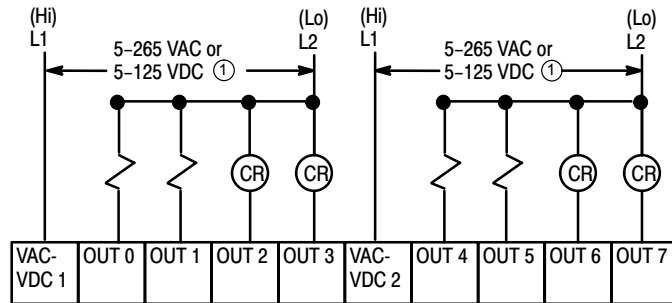 (Hi) (Lo) (Hi) (Lo)
L1 L2 L1 L2
5–265 VAC or 5–265 VAC or
5–125 VDC ① 5–125 VDC ①
CR CR CR CR
VAC- OUT 0 OUT 1 OUT 2 OUT 3 VAC- OUT 4 OUT 5 OUT 6 OUT 7
VDC 1 VDC 2